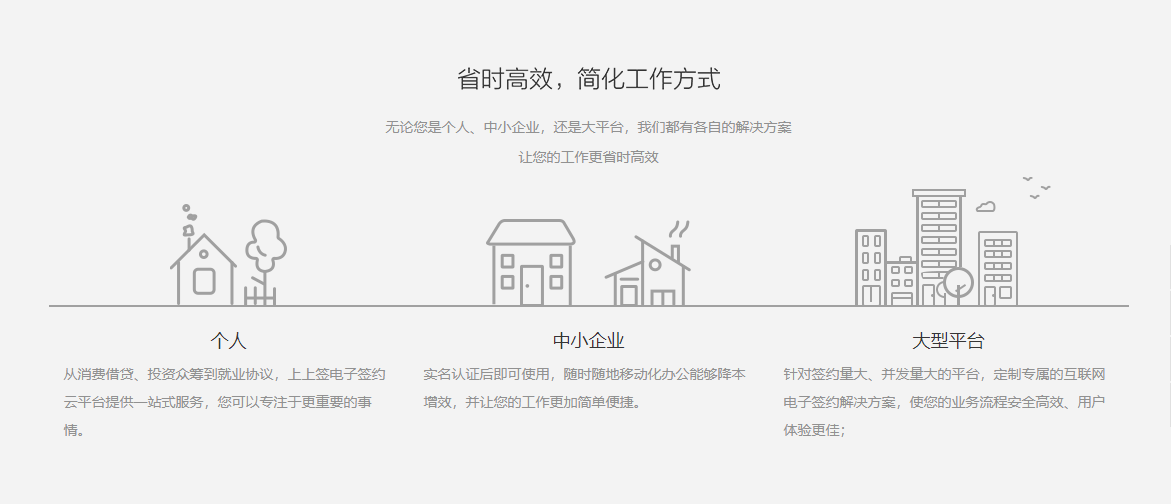 省时高效，简化工作方式
无论您是个人、中小企业，还是大平台，我们都有各自的解决方案
让您的工作更省时高效
个人
从消费借贷、投资众筹到就业协议，上上签电子签约
云平台提供一站式服务，您可以专注于更重要的事
情。
中小企业
实名认证后即可使用，随时随地移动化办公能够降本
增效，并让您的工作更加简单便捷。
大型平台
针对签约量大、并发量大的平台，定制专属的互联网
电子签约解决方案，使您的业务流程安全高效、用户
体验更佳；